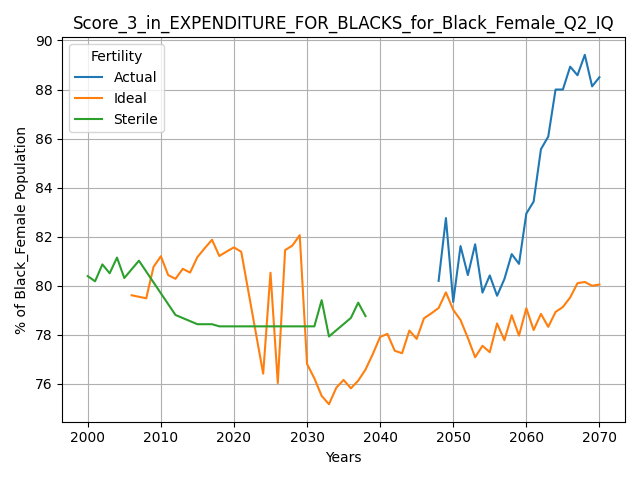 Score_3_in_EXPENDITURE_FOR_BLACKS_for_Black_Female_Q2_IQ
Fertility
Actual
Ideal
Sterile
% of Black_Female Population
90
88
86
84
82
80
78
76
2000 2010 2020 2030 2040 2050 2060 2070
Years